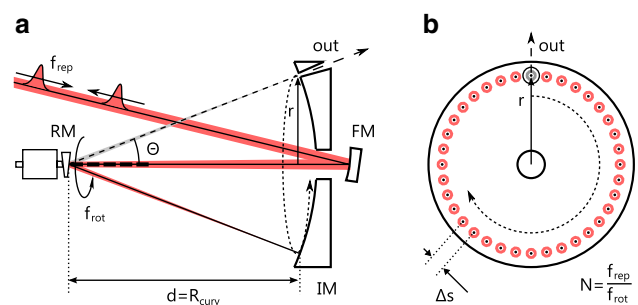 a
out
f_rep
r
RM
FM
Θ
f_rot
d=R_curv
IM
b
out
r
Δs
N=f_rep/f_rot